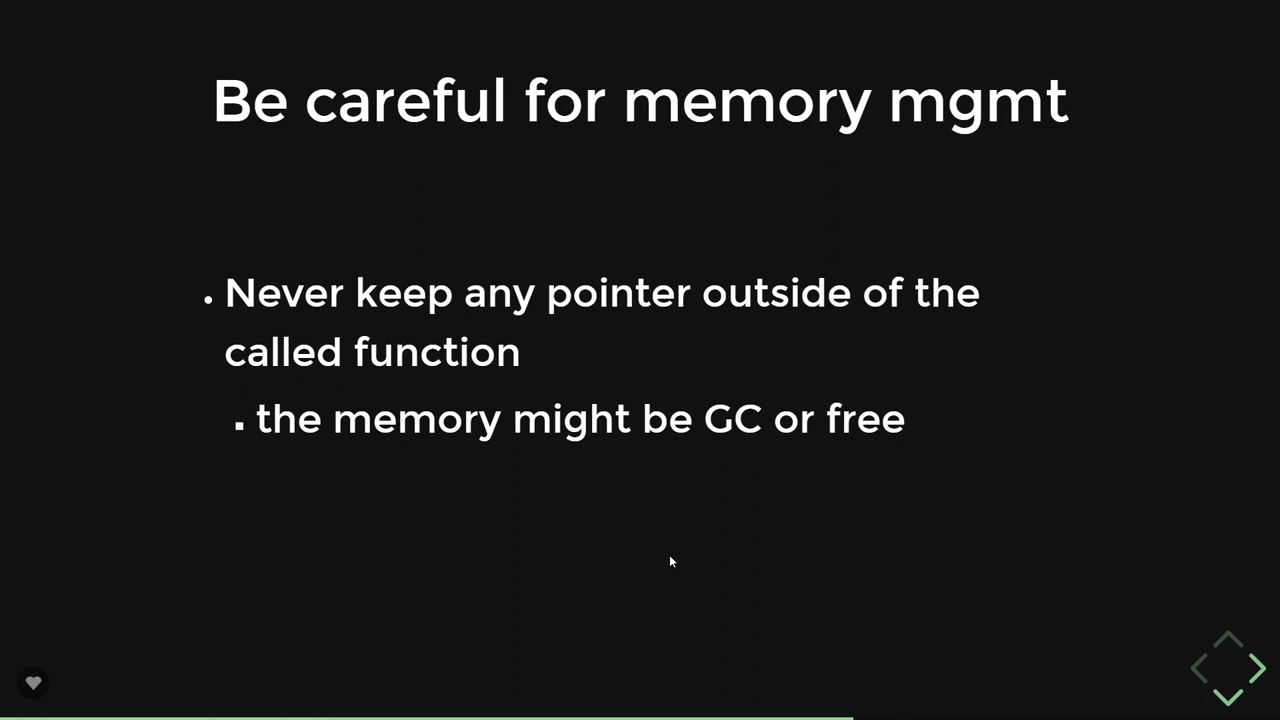 Be careful for memory mgmt
Never keep any pointer outside of the
called function
the memory might be GC or free